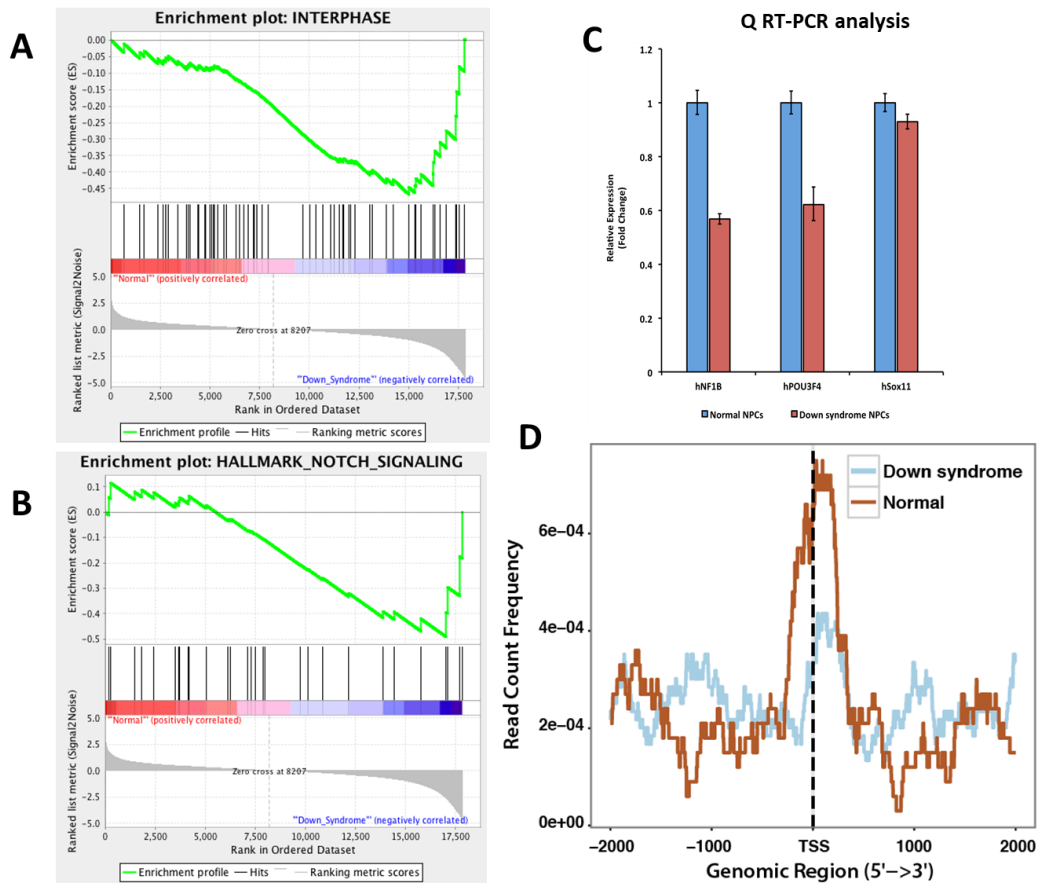 A
Enrichment plot: INTERPHASE
Enrichment score (ES)
0.00
-0.05
-0.10
-0.15
-0.20
-0.25
-0.30
-0.35
-0.40
-0.45
Ranked list metric (Signal2Noise)
5.0
2.5
0.0
-2.5
-5.0
"'Normal"' (positively correlated)
Zero cross at 8207
"'Down_Syndrome"' (negatively correlated)
0 2,500 5,000 7,500 10,000 12,500 15,000 17,500
Rank in Ordered Dataset
Enrichment profile Hits Ranking metric scores
B
Enrichment plot: HALLMARK_NOTCH_SIGNALING
Enrichment score (ES)
0.1
0.0
-0.1
-0.2
-0.3
-0.4
-0.5
Ranked list metric (Signal2Noise)
5.0
2.5
0.0
-2.5
-5.0
"'Normal"' (positively correlated)
Zero cross at 8207
"'Down_Syndrome"' (negatively correlated)
0 2,500 5,000 7,500 10,000 12,500 15,000 17,500
Rank in Ordered Dataset
Enrichment profile Hits Ranking metric scores
C
Q RT-PCR analysis
Relative Expression
(Fold Change)
1.2
1
0.8
0.6
0.4
0.2
0
hNF1B hPOU3F4 hSox11
Normal NPCs Down syndrome NPCs
D
Down syndrome
Normal
Read Count Frequency
6e-04
4e-04
2e-04
0e+00
-2000 -1000 TSS 1000 2000
Genomic Region (5'->3')